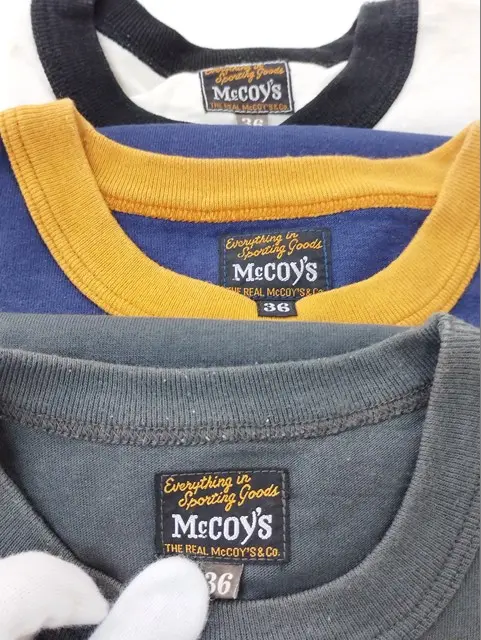 Everything in
Sporting Goods
McCOY'S
THE REAL McCOY'S & Co.
36
Everything in
Sporting Goods
McCOY'S
THE REAL McCOY'S & Co.
36
Everything in
Sporting Goods
McCOY'S
THE REAL McCOY'S & Co.
36